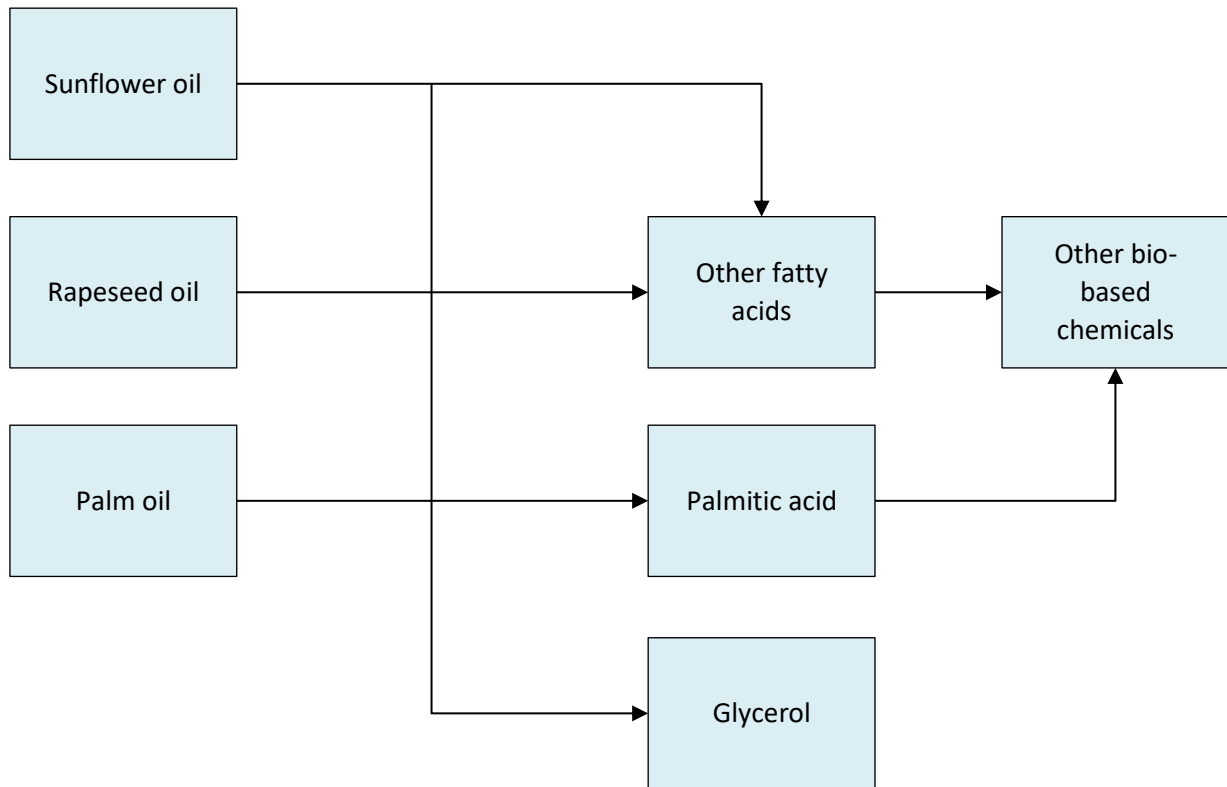 Sunflower oil
Rapeseed oil
Other fatty
acids
Other bio-
based
chemicals
Palm oil
Palmitic acid
Glycerol